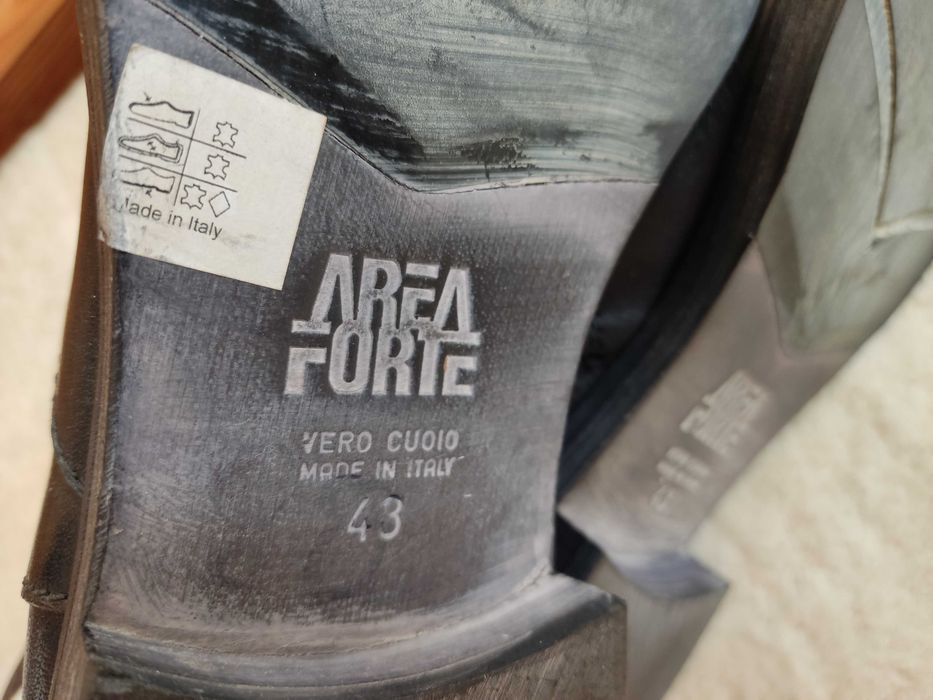 Made in Italy
AREA
FORTE
VERO CUOIO
MADE IN ITALY
43